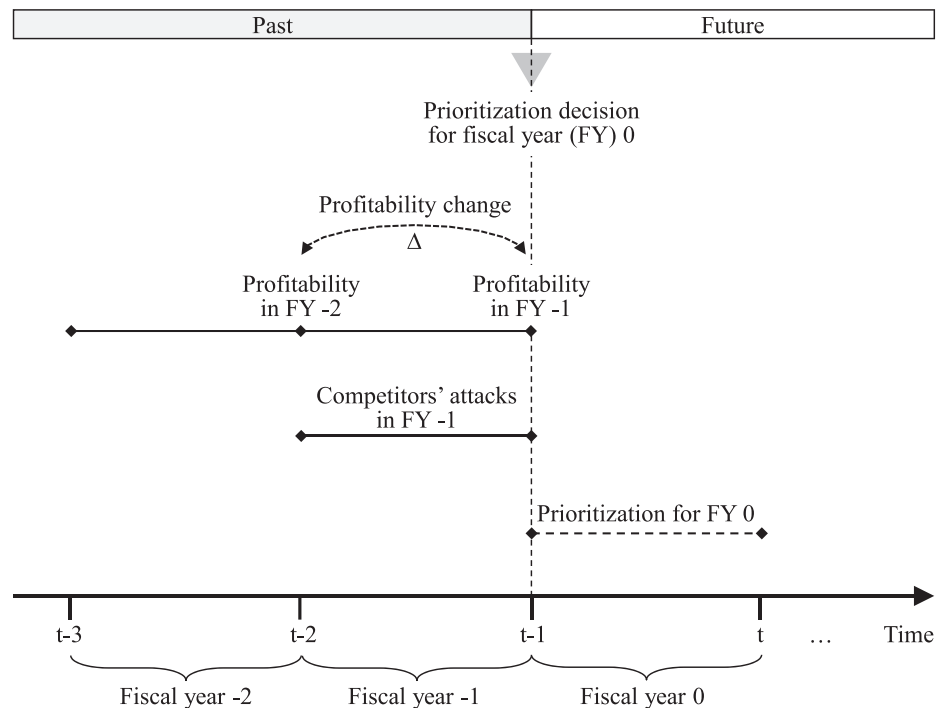 Past
Future
Prioritization decision
for fiscal year (FY) 0
Profitability change
Δ
Profitability
in FY -2
Profitability
in FY -1
Competitors’ attacks
in FY -1
Prioritization for FY 0
t-3
t-2
t-1
t
...
Time
Fiscal year -2
Fiscal year -1
Fiscal year 0